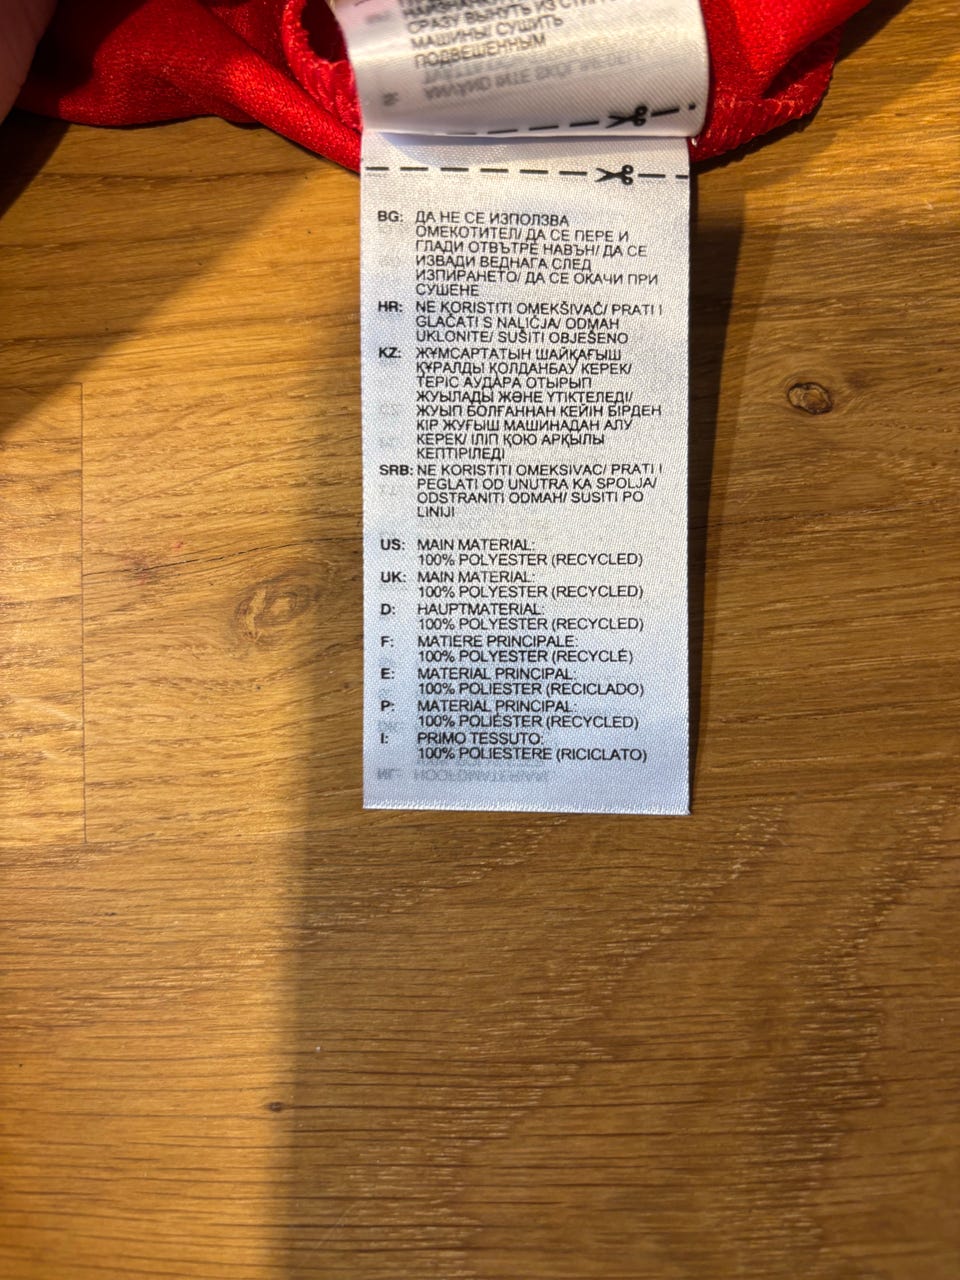 СРАЗУ ВЫНУТЬ ИЗ
МАШИНЫ/ СУШИТЬ
ПОДВЕШЕННЫМ
BG: ДА НЕ СЕ ИЗПОЛЗВА
ОМЕКОТИТЕЛ/ ДА СЕ ПЕРЕ И
ГЛАДИ ОТВЪТРЕ НАВЪН/ ДА СЕ
ИЗВАДИ ВЕДНАГА СЛЕД
ИЗПИРАНЕТО/ ДА СЕ ОКАЧИ ПРИ
СУШЕНЕ
HR: NE KORISTITI OMEKŠIVAČ/ PRATI I
GLAČATI S NALIČJA/ ODMAH
UKLONITE/ SUŠITI OBJEŠENO
KZ: ЖҰМСАРТАТЫН ШАЙҚАҒЫШ
ҚҰРАЛДЫ ҚОЛДАНБАУ КЕРЕК/
ТЕРІС АУДАРА ОТЫРЫП
ЖУЫЛАДЫ ЖӘНЕ ҮТІКТЕЛЕДІ/
ЖУЫП БОЛҒАННАН КЕЙІН БІРДЕН
КІР ЖУҒЫШ МАШИНАДАН АЛУ
КЕРЕК/ ІЛІП ҚОЮ АРҚЫЛЫ
КЕПТІРІЛЕДІ
SRB: NE KORISTITI OMEKSIVAC/ PRATI I
PEGLATI OD UNUTRA KA SPOLJA/
ODSTRANITI ODMAH/ SUSITI PO
LINIJI
US: MAIN MATERIAL:
100% POLYESTER (RECYCLED)
UK: MAIN MATERIAL:
100% POLYESTER (RECYCLED)
D: HAUPTMATERIAL:
100% POLYESTER (RECYCLED)
F: MATIERE PRINCIPALE:
100% POLYESTER (RECYCLÉ)
E: MATERIAL PRINCIPAL:
100% POLIESTER (RECICLADO)
P: MATERIAL PRINCIPAL:
100% POLIÉSTER (RECYCLED)
I: PRIMO TESSUTO:
100% POLIESTERE (RICICLATO)